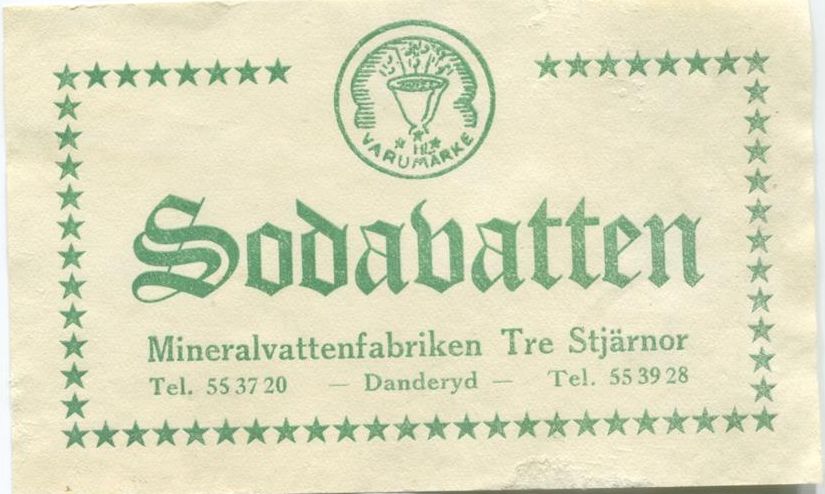 VARUMÄRKE
Sodavatten
Mineralvattenfabriken Tre Stjärnor
Tel. 55 37 20 — Danderyd — Tel. 55 39 28